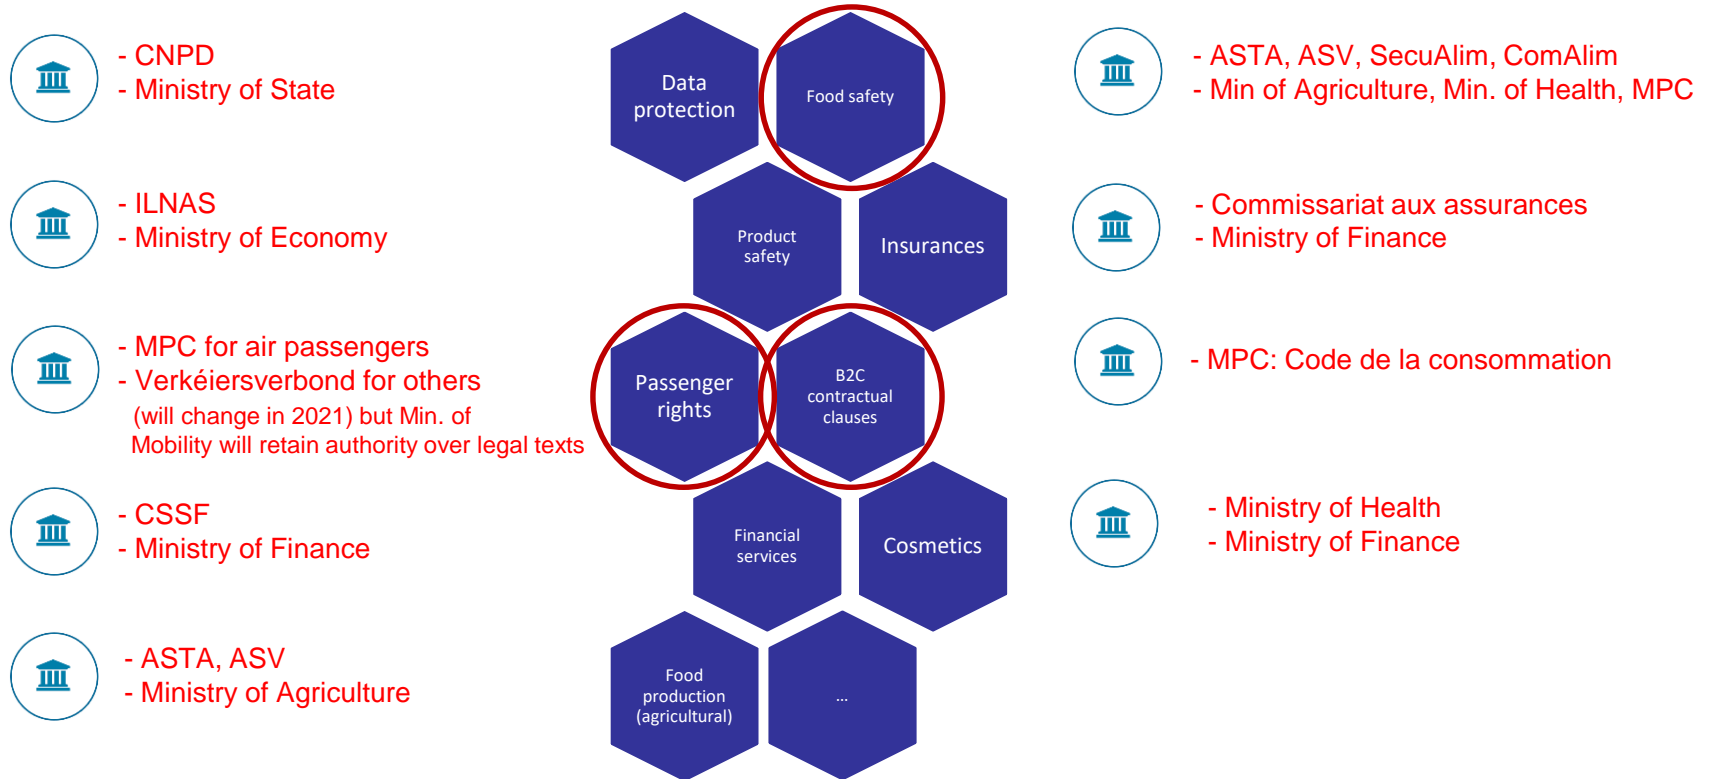 - CNPD
- Ministry of State
Data
protection
Food safety
- ASTA, ASV, SecuAlim, ComAlim
- Min of Agriculture, Min. of Health, MPC
- ILNAS
- Ministry of Economy
Product
safety
Insurances
- Commissariat aux assurances
- Ministry of Finance
- MPC for air passengers
- Verkéiersverbond for others
(will change in 2021) but Min. of
Mobility will retain authority over legal texts
Passenger
rights
B2C
contractual
clauses
- MPC: Code de la consommation
- CSSF
- Ministry of Finance
Financial
services
Cosmetics
- Ministry of Health
- Ministry of Finance
- ASTA, ASV
- Ministry of Agriculture
Food
production
(agricultural)
...